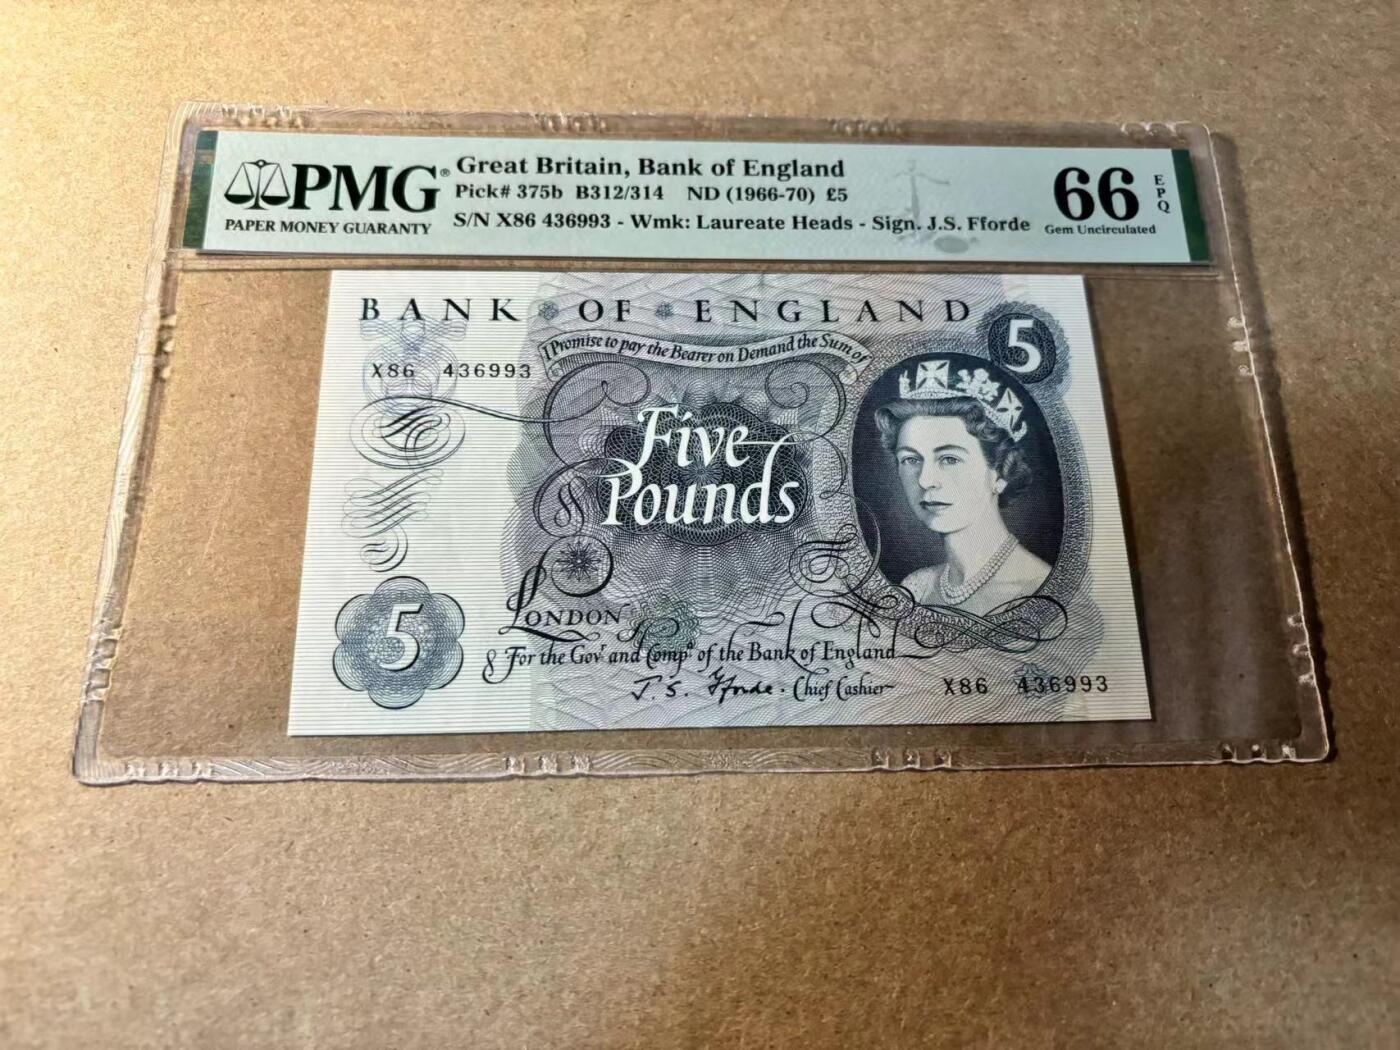 PMG®
PAPER MONEY GUARANTY
Great Britain, Bank of England
Pick# 375b B312/314 ND (1966-70) £5
S/N X86 436993 - Wmk: Laureate Heads - Sign. J.S. Fforde
66
EPQ
Gem Uncirculated
BANK OF ENGLAND
I Promise to pay the Bearer on Demand the Sum of
5
X86 436993
Five
Pounds
LONDON
5
For the Govr and Compa of the Bank of England
J. S. Fforde. Chief Cashier
X86 436993